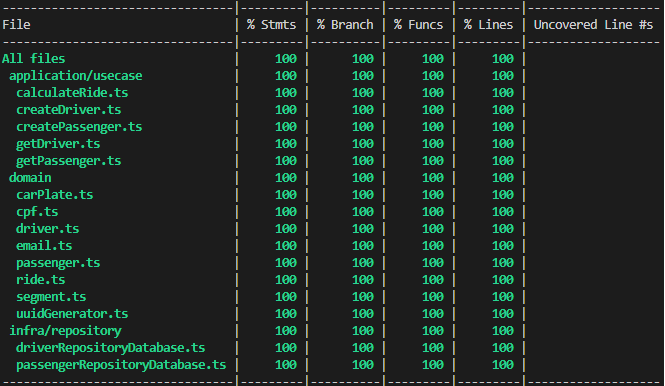 -------------------------------|---------|----------|---------|---------|-------------------
File                           | % Stmts | % Branch | % Funcs | % Lines | Uncovered Line #s
-------------------------------|---------|----------|---------|---------|-------------------
All files                      |     100 |      100 |     100 |     100 |
 application/usecase           |     100 |      100 |     100 |     100 |
  calculateRide.ts             |     100 |      100 |     100 |     100 |
  createDriver.ts              |     100 |      100 |     100 |     100 |
  createPassenger.ts           |     100 |      100 |     100 |     100 |
  getDriver.ts                 |     100 |      100 |     100 |     100 |
  getPassenger.ts              |     100 |      100 |     100 |     100 |
 domain                        |     100 |      100 |     100 |     100 |
  carPlate.ts                  |     100 |      100 |     100 |     100 |
  cpf.ts                       |     100 |      100 |     100 |     100 |
  driver.ts                    |     100 |      100 |     100 |     100 |
  email.ts                     |     100 |      100 |     100 |     100 |
  passenger.ts                 |     100 |      100 |     100 |     100 |
  ride.ts                      |     100 |      100 |     100 |     100 |
  segment.ts                   |     100 |      100 |     100 |     100 |
  uuidGenerator.ts             |     100 |      100 |     100 |     100 |
 infra/repository              |     100 |      100 |     100 |     100 |
  driverRepositoryDatabase.ts  |     100 |      100 |     100 |     100 |
  passengerRepositoryDatabase.ts |     100 |      100 |     100 |     100 |
-------------------------------|---------|----------|---------|---------|-------------------